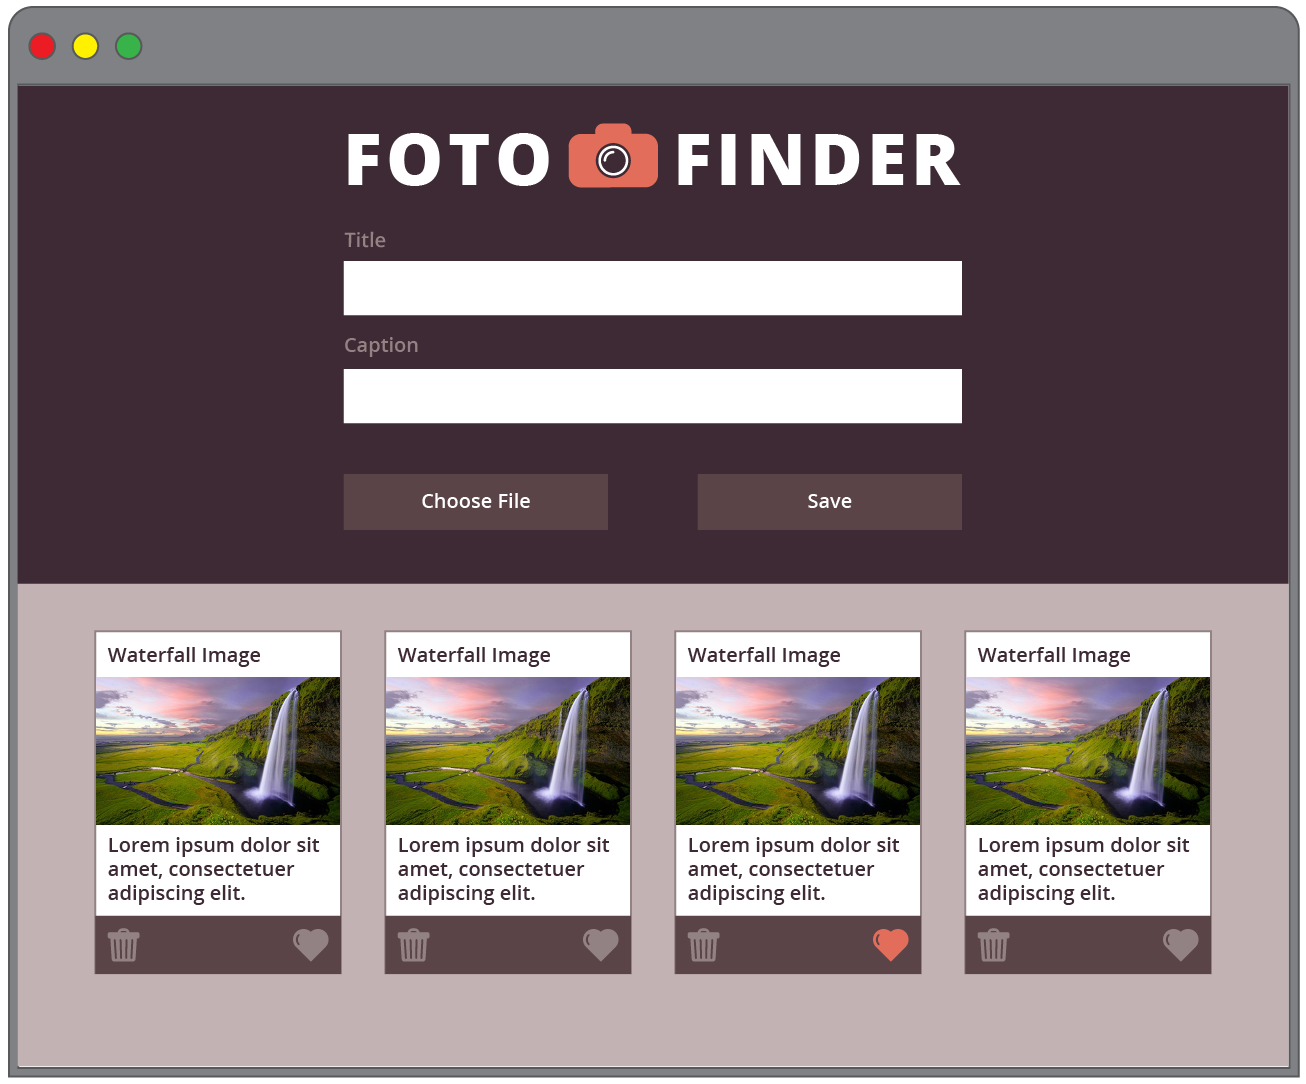 FOTO FINDER
Title
Caption
Choose File
Save
Waterfall Image
Lorem ipsum dolor sit
amet, consectetuer
adipiscing elit.
Waterfall Image
Lorem ipsum dolor sit
amet, consectetuer
adipiscing elit.
Waterfall Image
Lorem ipsum dolor sit
amet, consectetuer
adipiscing elit.
Waterfall Image
Lorem ipsum dolor sit
amet, consectetuer
adipiscing elit.